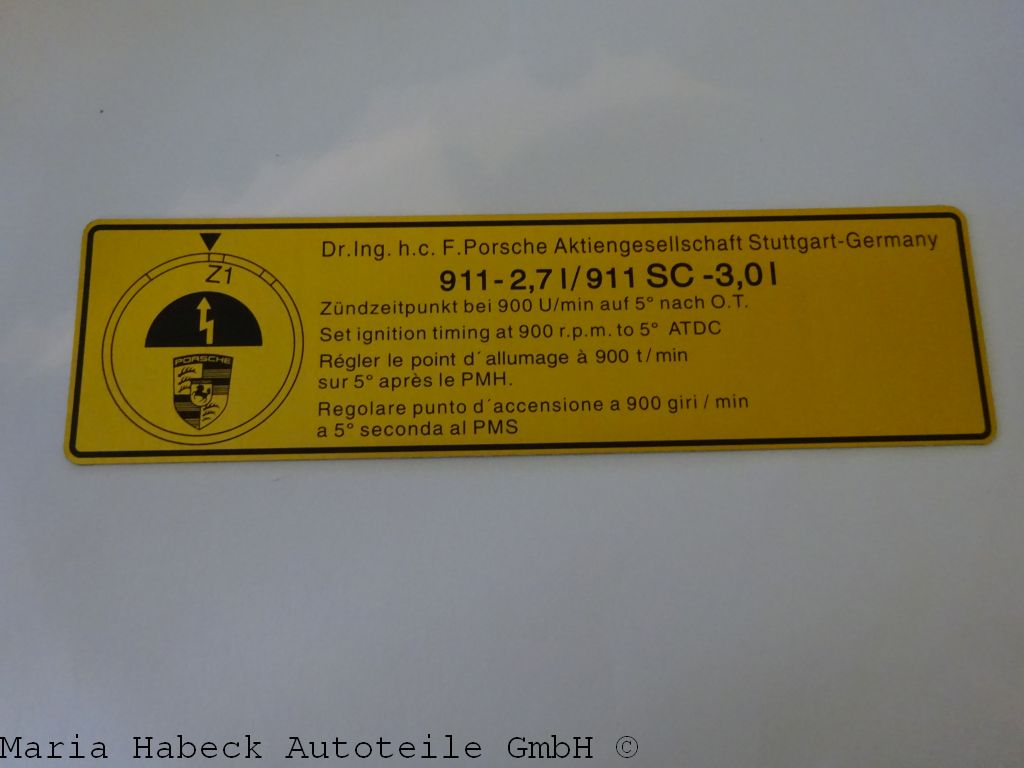 Dr.Ing. h.c. F.Porsche Aktiengesellschaft Stuttgart-Germany
911-2,7 l/911 SC-3,0 l
Z1
Zündzeitpunkt bei 900 U/min auf 5° nach O.T.
Set ignition timing at 900 r.p.m. to 5° ATDC
PORSCHE
Régler le point d´allumage à 900 t/min
sur 5° après le PMH.
Regolare punto d´accensione a 900 giri / min
a 5° seconda al PMS
Maria Habeck Autoteile GmbH ©